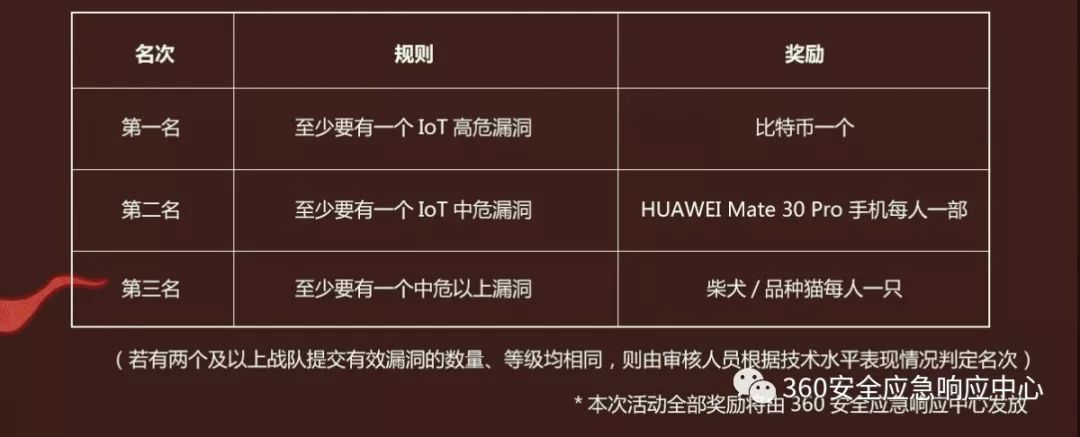 名次 规则 奖励
第一名 至少要有一个 IoT 高危漏洞 比特币一个
第二名 至少要有一个 IoT 中危漏洞 HUAWEI Mate 30 Pro 手机每人一部
第三名 至少要有一个中危以上漏洞 柴犬 / 品种猫每人一只
（若有两个及以上战队提交有效漏洞的数量、等级均相同，则由审核人员根据技术水平表现情况判定名次）
360安全应急响应中心
* 本次活动全部奖励将由 360 安全应急响应中心发放